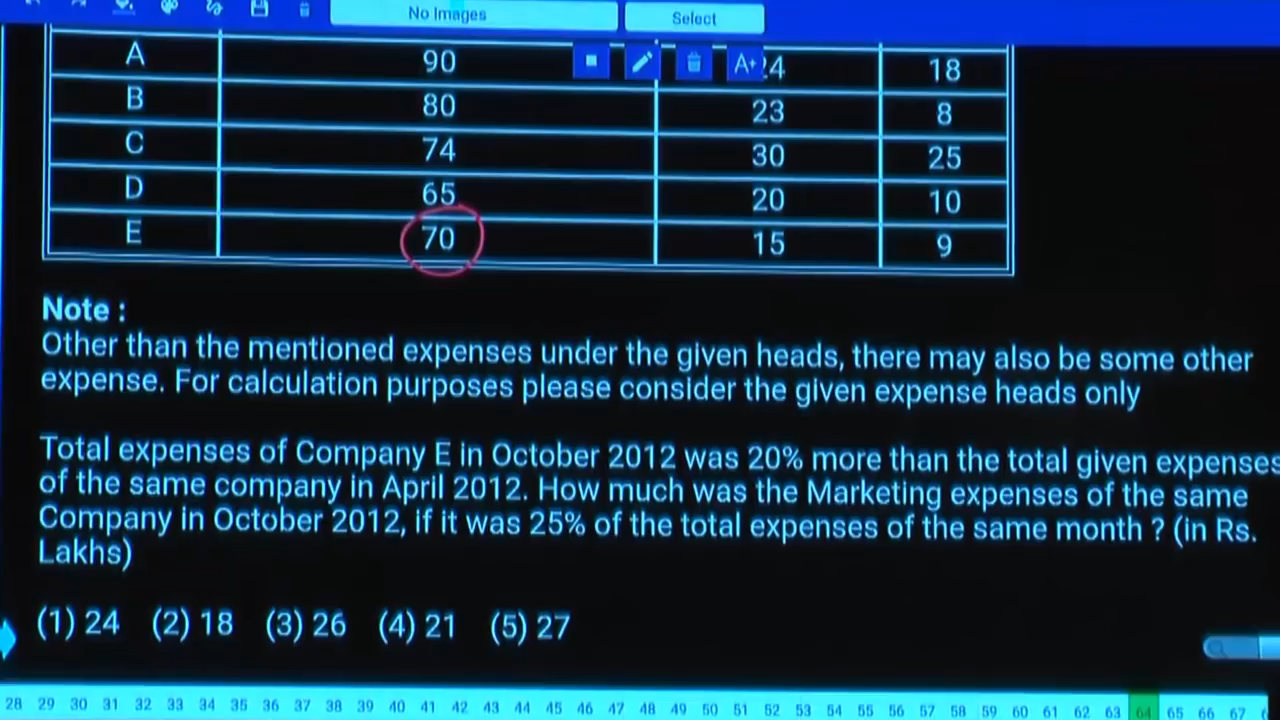 No Images Select
A 90 24 18
A+
B 80 23 8
C 74 30 25
D 65 20 10
E 70 15 9
Note :
Other than the mentioned expenses under the given heads, there may also be some other
expense. For calculation purposes please consider the given expense heads only
Total expenses of Company E in October 2012 was 20% more than the total given expenses
of the same company in April 2012. How much was the Marketing expenses of the same
Company in October 2012, if it was 25% of the total expenses of the same month ? (in Rs.
Lakhs)
(1) 24 (2) 18 (3) 26 (4) 21 (5) 27
28 29 30 31 32 33 34 35 36 37 38 39 40 41 42 43 44 45 46 47 48 49 50 51 52 53 54 55 56 57 58 59 60 61 62 63 64 65 66 67